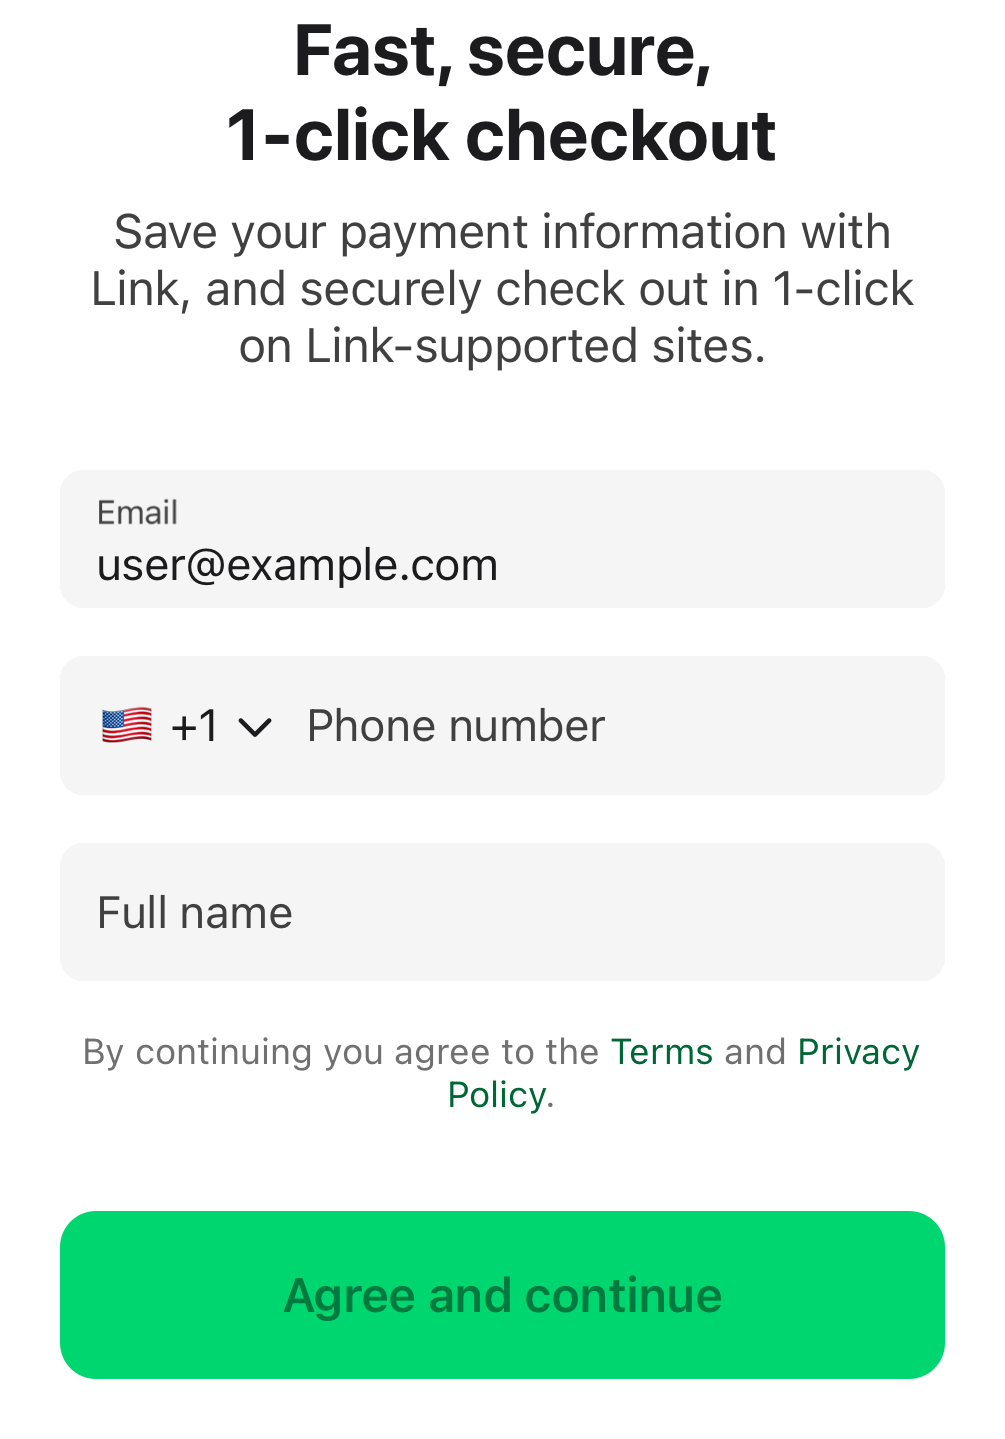 Fast, secure,
1-click checkout
Save your payment information with
Link, and securely check out in 1-click
on Link-supported sites.
Email
user@example.com
+1 Phone number
Full name
By continuing you agree to the Terms and Privacy
Policy.
Agree and continue